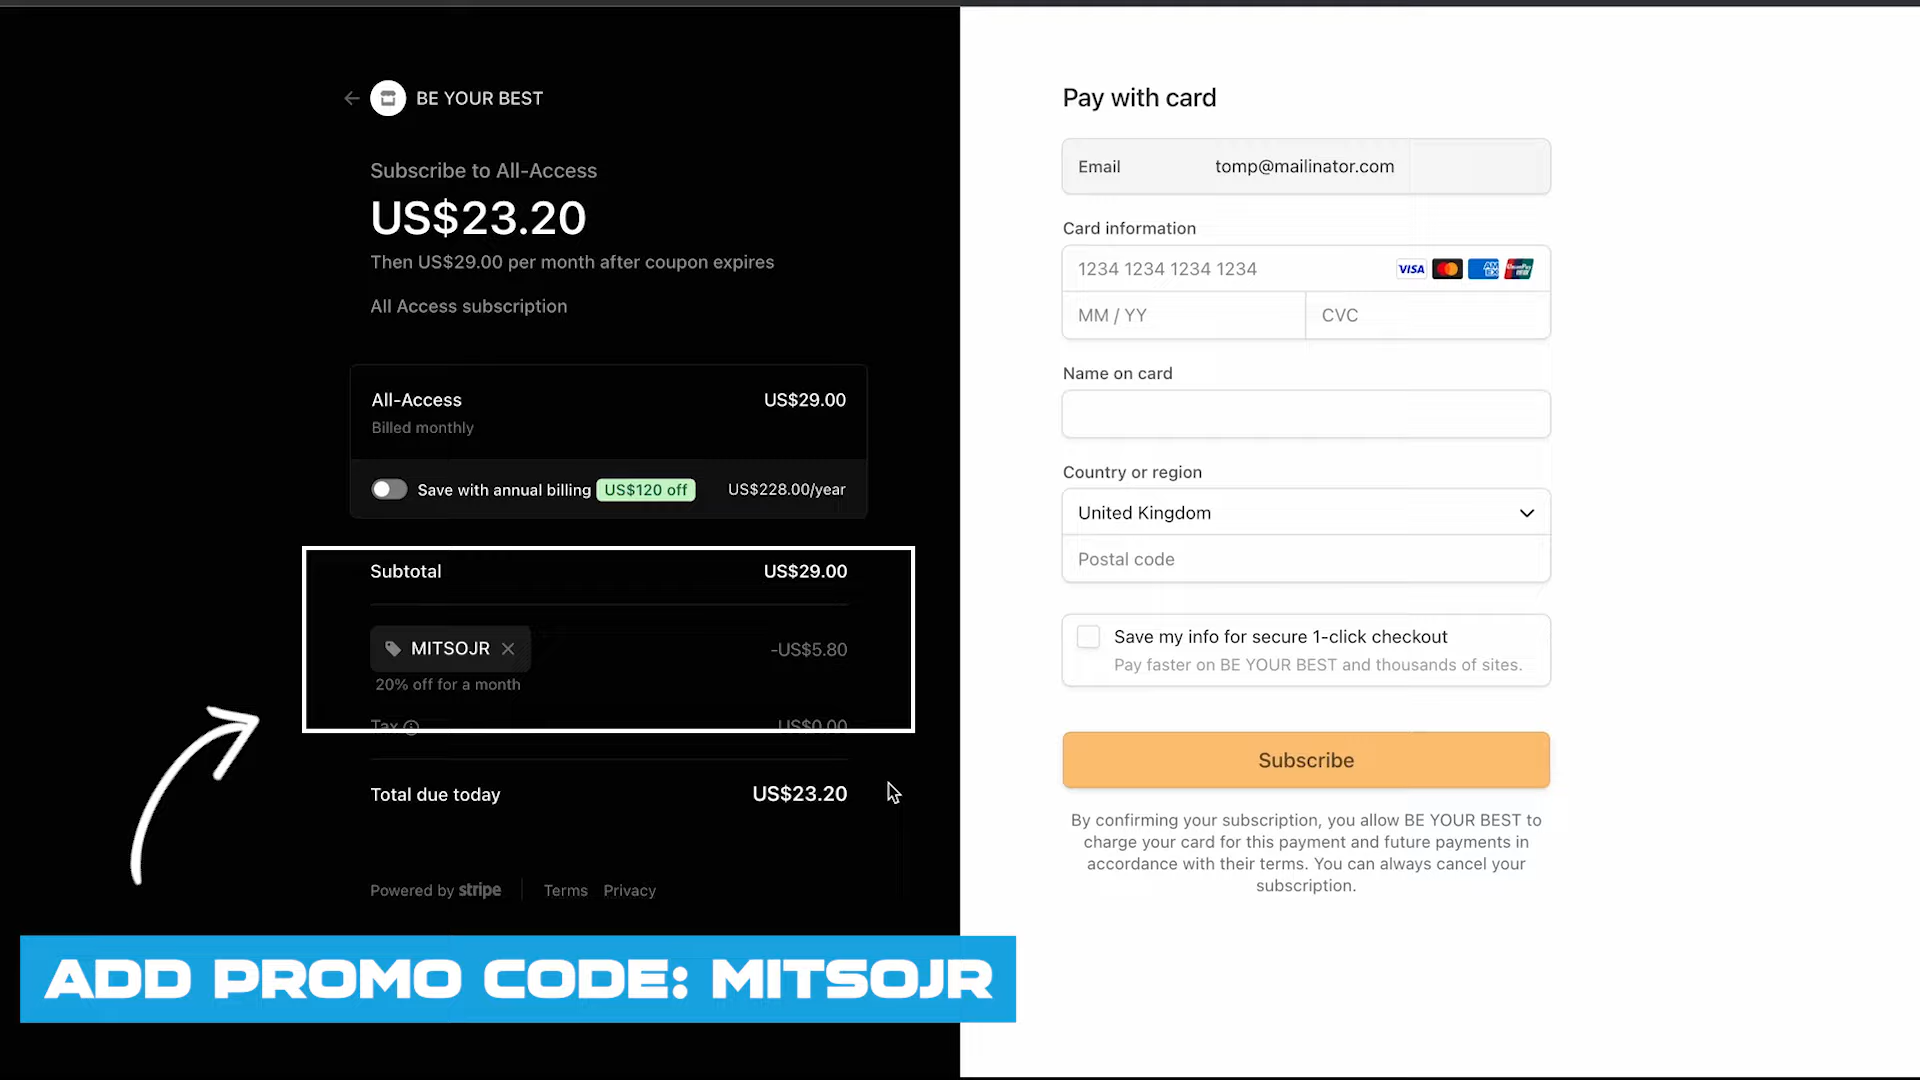 BE YOUR BEST
Subscribe to All-Access
US$23.20
Then US$29.00 per month after coupon expires
All Access subscription
All-Access US$29.00
Billed monthly
Save with annual billing US$120 off US$228.00/year
Subtotal US$29.00
MITSOJR -US$5.80
20% off for a month
Tax US$0.00
Total due today US$23.20
Powered by stripe Terms Privacy
ADD PROMO CODE: MITSOJR
Pay with card
Email tomp@mailinator.com
Card information
1234 1234 1234 1234 VISA AM EX UnionPay
MM / YY CVC
Name on card
Country or region
United Kingdom
Postal code
Save my info for secure 1-click checkout
Pay faster on BE YOUR BEST and thousands of sites.
Subscribe
By confirming your subscription, you allow BE YOUR BEST to
charge your card for this payment and future payments in
accordance with their terms. You can always cancel your
subscription.